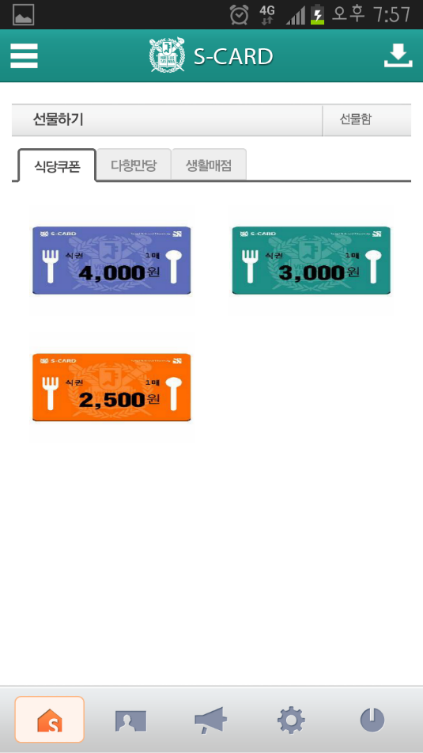 4G 오후 7:57
S-CARD
선물하기 선물함
식당쿠폰 다향만당 생활매점
S-CARD
식권 1매
4,000원
S-CARD
식권 1매
3,000원
S-CARD
식권 1매
2,500원
S